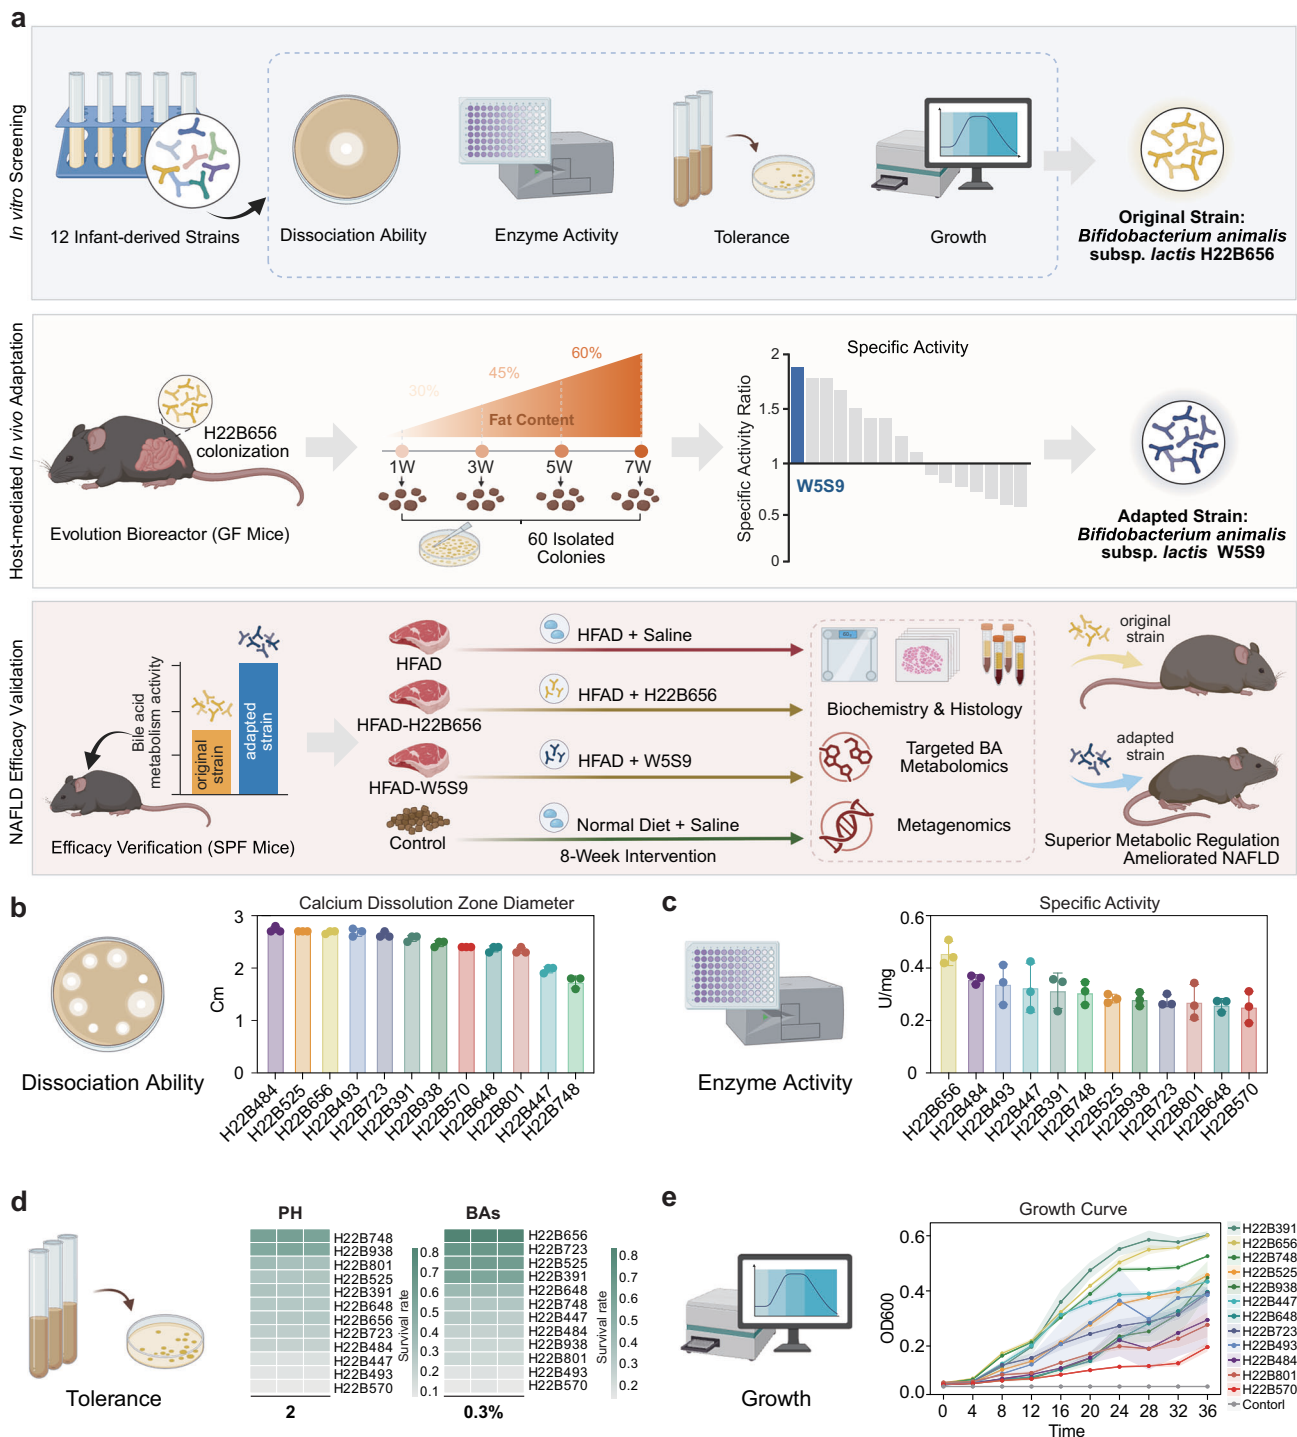 a
In vitro Screening
12 Infant-derived Strains
Dissociation Ability
Enzyme Activity
Tolerance
Growth
Original Strain:
Bifidobacterium animalis
subsp. lactis H22B656
Host-mediated In vivo Adaptation
H22B656
colonization
Evolution Bioreactor (GF Mice)
30%
45%
60%
Fat Content
1W
3W
5W
7W
60 Isolated
Colonies
Specific Activity
Specific Activity Ratio
2
1.5
1
0.5
0
W5S9
Adapted Strain:
Bifidobacterium animalis
subsp. lactis W5S9
NAFLD Efficacy Validation
Bile acid
metabolism activity
original
strain
adapted
strain
Efficacy Verification (SPF Mice)
HFAD
HFAD + Saline
HFAD-H22B656
HFAD + H22B656
HFAD-W5S9
HFAD + W5S9
Control
Normal Diet + Saline
8-Week Intervention
Biochemistry & Histology
Targeted BA
Metabolomics
Metagenomics
original
strain
adapted
strain
Superior Metabolic Regulation
Ameliorated NAFLD
b
Dissociation Ability
Calcium Dissolution Zone Diameter
Cm
3
2
1
0
H22B484
H22B525
H22B656
H22B493
H22B723
H22B391
H22B938
H22B570
H22B648
H22B801
H22B447
H22B748
c
Enzyme Activity
Specific Activity
U/mg
0.6
0.4
0.2
0
H22B656
H22B484
H22B493
H22B447
H22B391
H22B748
H22B525
H22B938
H22B723
H22B801
H22B648
H22B570
d
Tolerance
PH
H22B748
H22B938
H22B801
H22B525
H22B391
H22B648
H22B656
H22B723
H22B484
H22B447
H22B493
H22B570
2
Survival rate
0.8
0.7
0.6
0.5
0.4
0.3
0.2
0.1
BAs
H22B656
H22B723
H22B525
H22B391
H22B648
H22B748
H22B447
H22B484
H22B938
H22B801
H22B493
H22B570
0.3%
Survival rate
0.8
0.7
0.6
0.5
0.4
0.3
0.2
e
Growth
Growth Curve
OD600
0.6
0.4
0.2
0.0
0 4 8 12 16 20 24 28 32 36
Time
H22B391
H22B656
H22B748
H22B525
H22B938
H22B447
H22B648
H22B723
H22B493
H22B484
H22B801
H22B570
Contorl